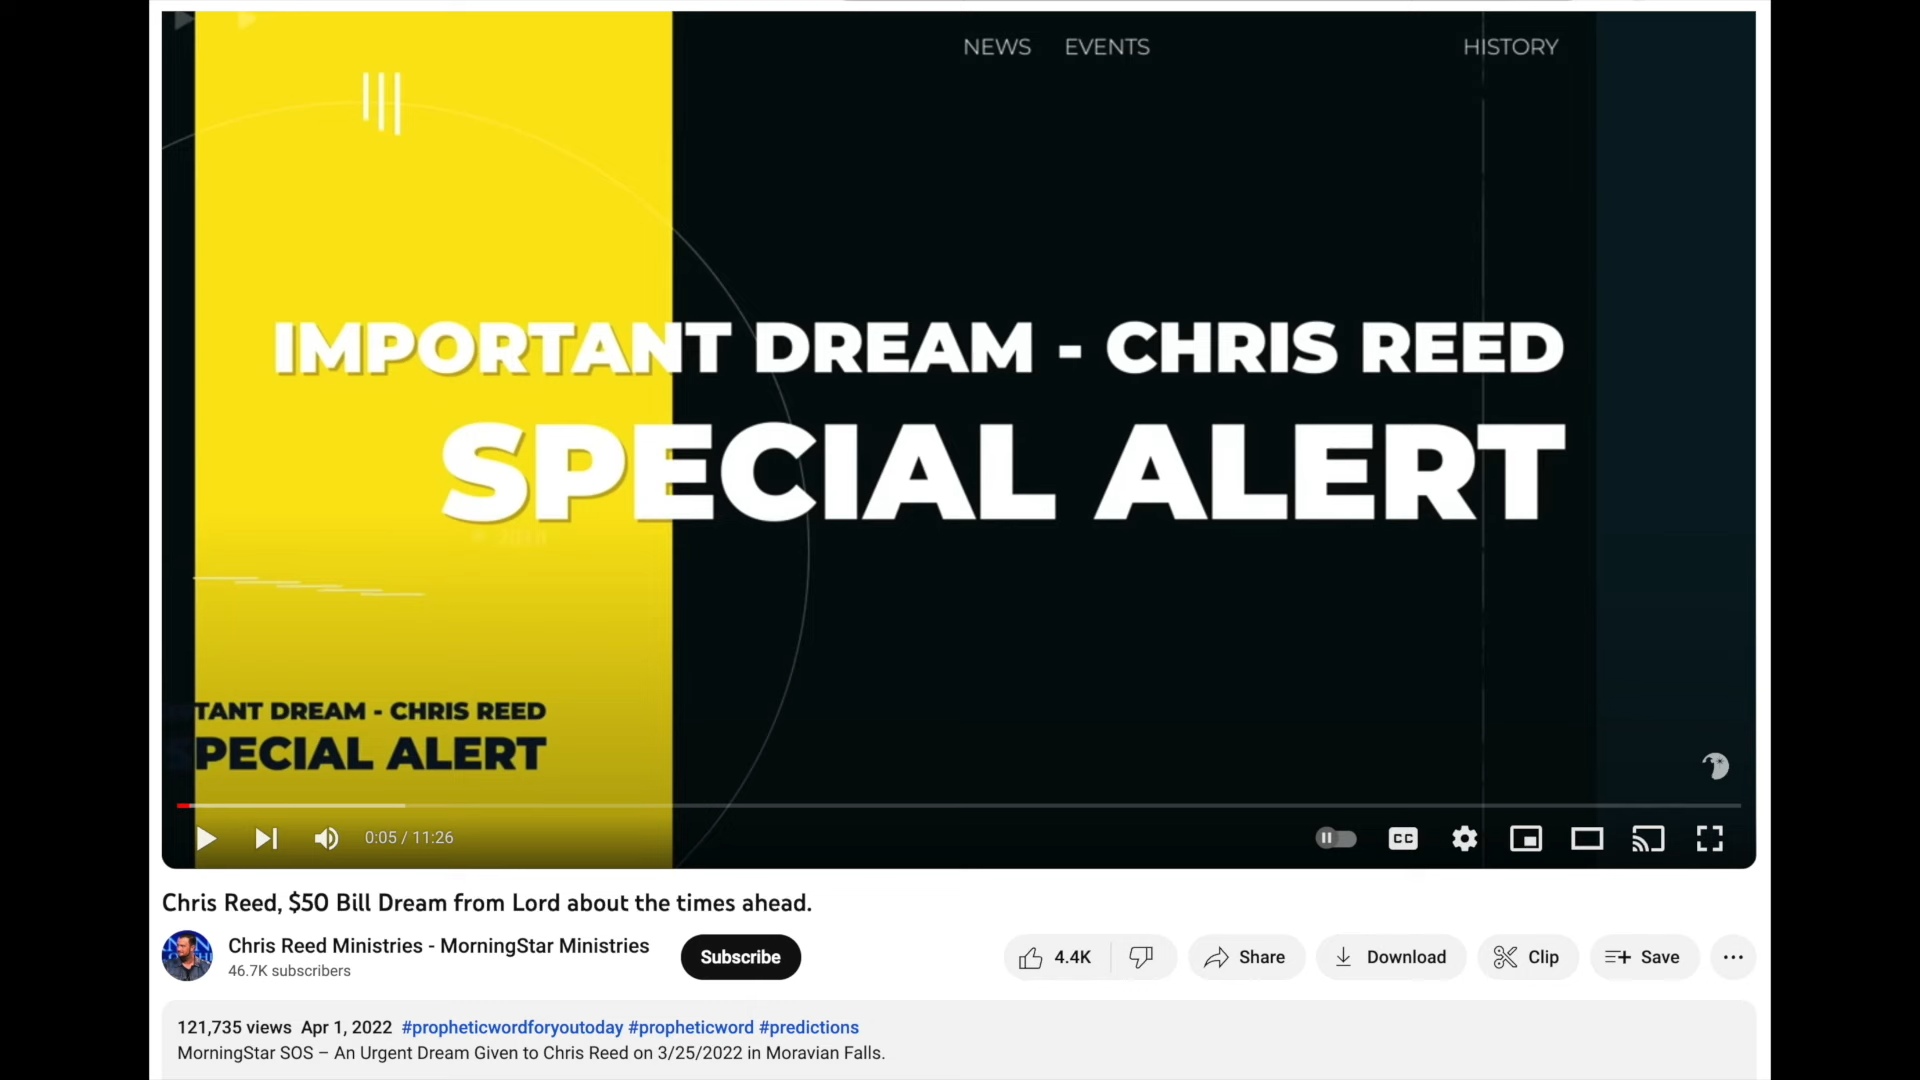 NEWS EVENTS HISTORY
IMPORTANT DREAM - CHRIS REED
SPECIAL ALERT
TANT DREAM - CHRIS REED
PECIAL ALERT
0:05 / 11:26
CC
Chris Reed, $50 Bill Dream from Lord about the times ahead.
Chris Reed Ministries - MorningStar Ministries
46.7K subscribers
Subscribe
4.4K
Share
Download
Clip
Save
121,735 views Apr 1, 2022 #propheticwordforyoutoday #propheticword #predictions
MorningStar SOS – An Urgent Dream Given to Chris Reed on 3/25/2022 in Moravian Falls.